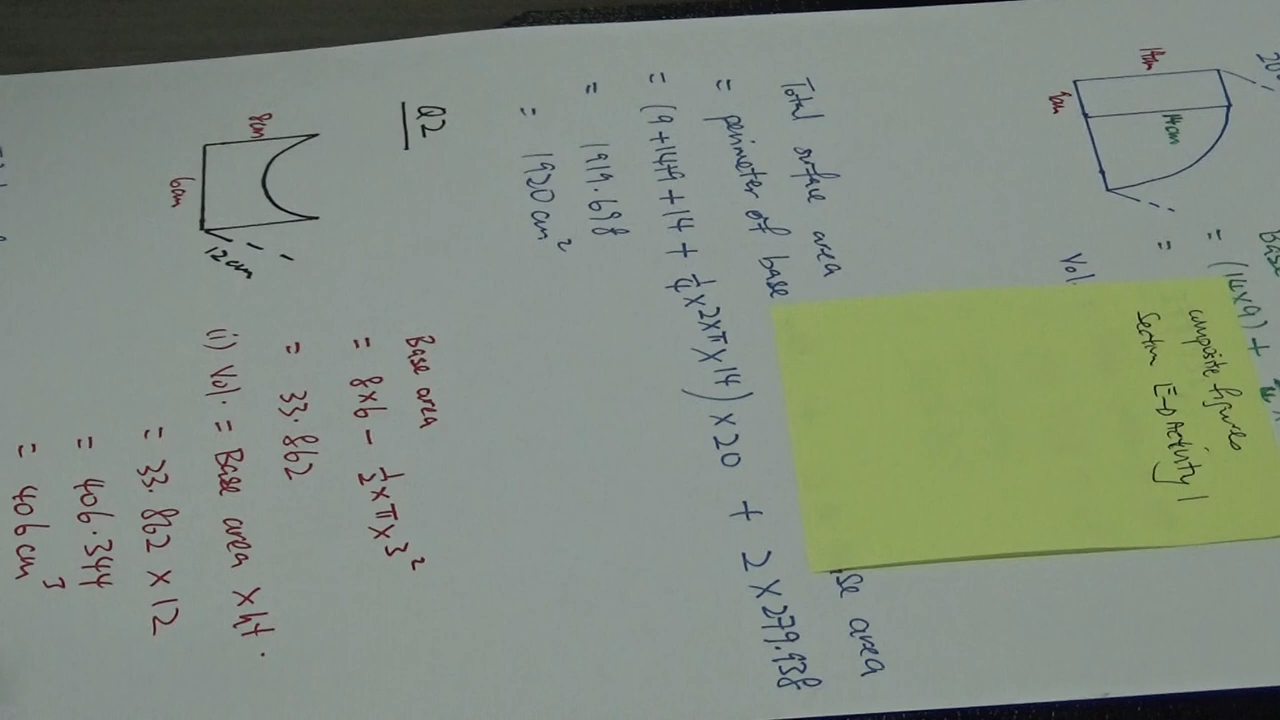 20
14cm
9cm
14cm
base
= (14×9) +
=
Vol.
composite figures
Section E-D Activity 1
Total surface area
= perimeter of base
se area
= (9+14+9+14 + 1/4 × 2×π×14) × 20 + 2 × 279.938
= 1919.698
= 1920 cm²
Q2
8cm
6cm
12cm
Base area
= 8×6 - 1/2 ×π×3²
= 33.862
(i) Vol. = Base area × ht.
= 33.862 × 12
= 406.344
= 406 cm³